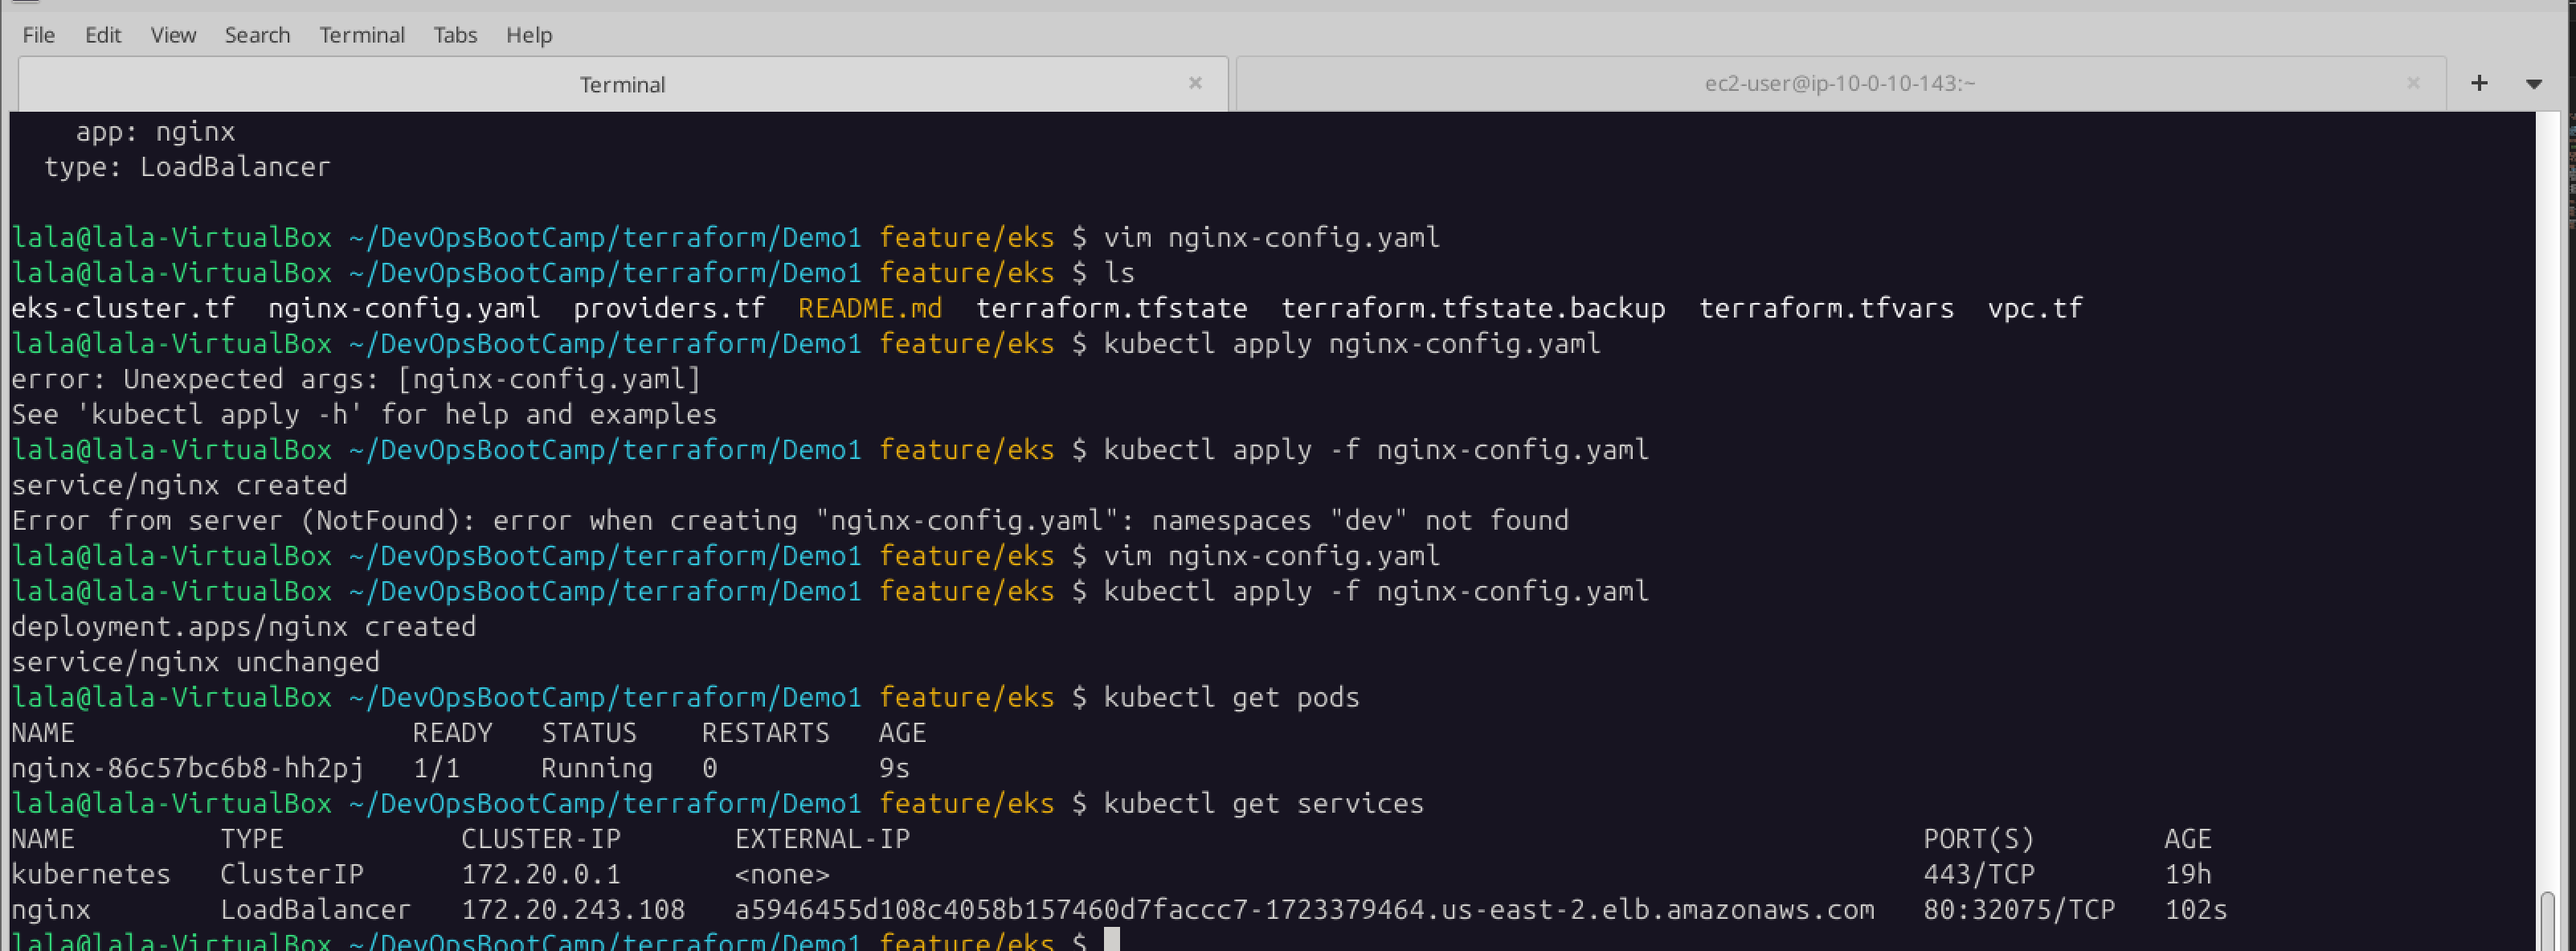 File Edit View Search Terminal Tabs Help
Terminal × ec2-user@ip-10-0-10-143:~ × + ▾
    app: nginx
  type: LoadBalancer
lala@lala-VirtualBox ~/DevOpsBootCamp/terraform/Demo1 feature/eks $ vim nginx-config.yaml
lala@lala-VirtualBox ~/DevOpsBootCamp/terraform/Demo1 feature/eks $ ls
eks-cluster.tf  nginx-config.yaml  providers.tf  README.md  terraform.tfstate  terraform.tfstate.backup  terraform.tfvars  vpc.tf
lala@lala-VirtualBox ~/DevOpsBootCamp/terraform/Demo1 feature/eks $ kubectl apply nginx-config.yaml
error: Unexpected args: [nginx-config.yaml]
See 'kubectl apply -h' for help and examples
lala@lala-VirtualBox ~/DevOpsBootCamp/terraform/Demo1 feature/eks $ kubectl apply -f nginx-config.yaml
service/nginx created
Error from server (NotFound): error when creating "nginx-config.yaml": namespaces "dev" not found
lala@lala-VirtualBox ~/DevOpsBootCamp/terraform/Demo1 feature/eks $ vim nginx-config.yaml
lala@lala-VirtualBox ~/DevOpsBootCamp/terraform/Demo1 feature/eks $ kubectl apply -f nginx-config.yaml
deployment.apps/nginx created
service/nginx unchanged
lala@lala-VirtualBox ~/DevOpsBootCamp/terraform/Demo1 feature/eks $ kubectl get pods
NAME                     READY   STATUS    RESTARTS   AGE
nginx-86c57bc6b8-hh2pj   1/1     Running   0          9s
lala@lala-VirtualBox ~/DevOpsBootCamp/terraform/Demo1 feature/eks $ kubectl get services
NAME         TYPE           CLUSTER-IP       EXTERNAL-IP                                                               PORT(S)        AGE
kubernetes   ClusterIP      172.20.0.1       <none>                                                                    443/TCP        19h
nginx        LoadBalancer   172.20.243.108   a5946455d108c4058b157460d7faccc7-1723379464.us-east-2.elb.amazonaws.com   80:32075/TCP   102s
lala@lala-VirtualBox ~/DevOpsBootCamp/terraform/Demo1 feature/eks $